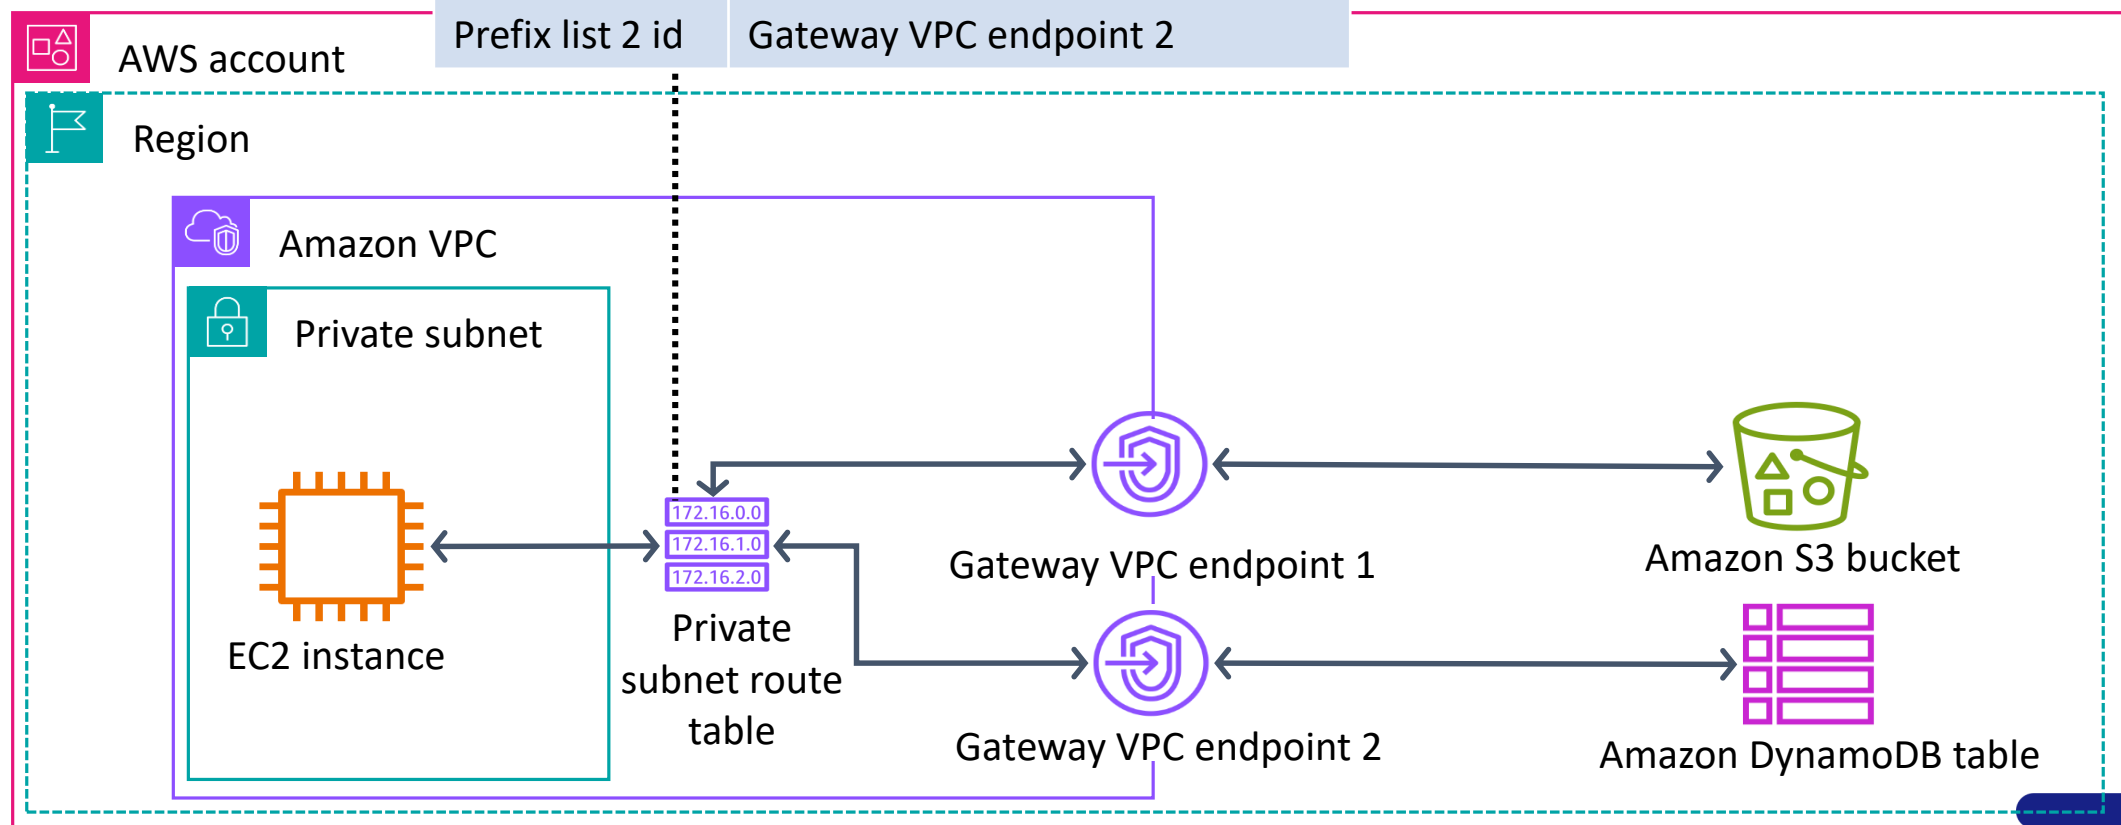 Prefix list 2 id Gateway VPC endpoint 2
AWS account
Region
Amazon VPC
Private subnet
172.16.0.0
172.16.1.0
172.16.2.0
Gateway VPC endpoint 1
Amazon S3 bucket
EC2 instance
Private
subnet route
table
Gateway VPC endpoint 2
Amazon DynamoDB table